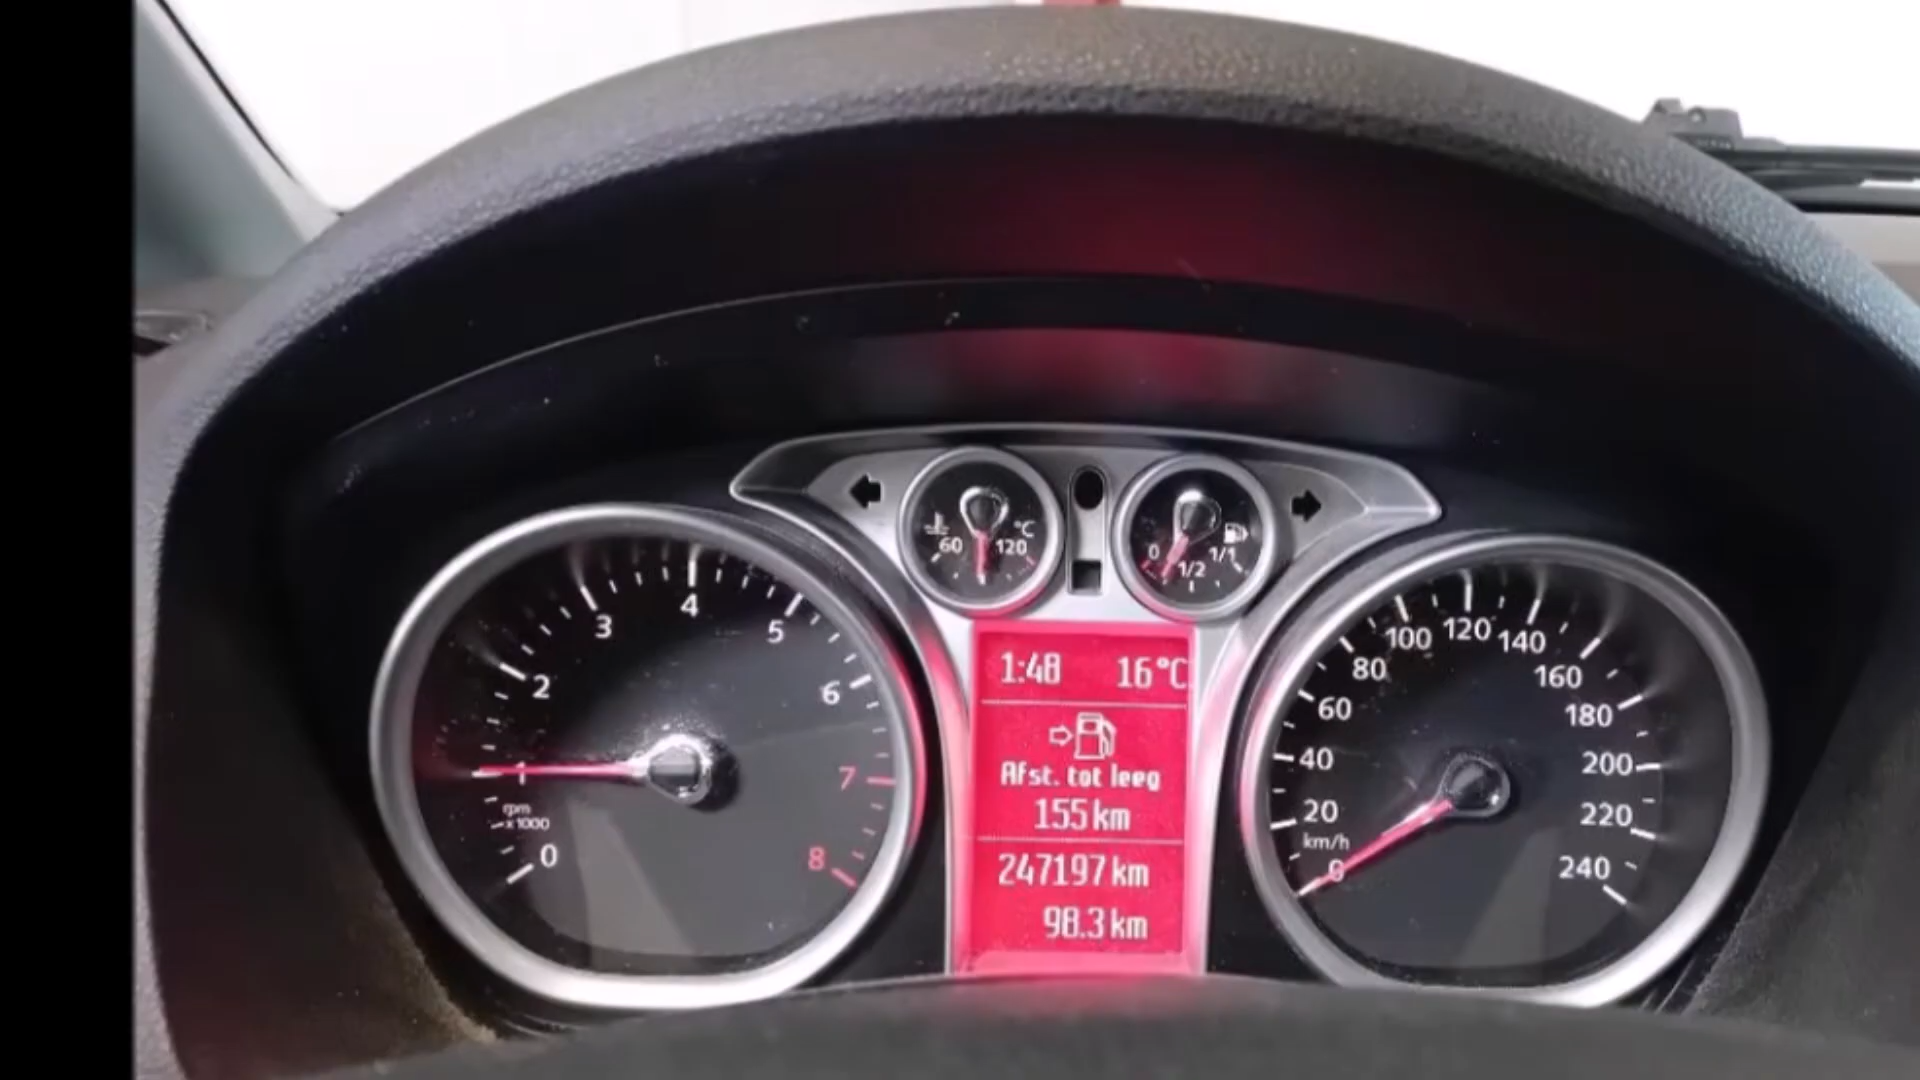 60 120 °C
0 1/2 1/1
0 1 2 3 4 5 6 7 8
rpm
x1000
1:48 16°C
Afst. tot leeg
155 km
247197 km
98.3 km
0 20 40 60 80 100 120 140 160 180 200 220 240
km/h